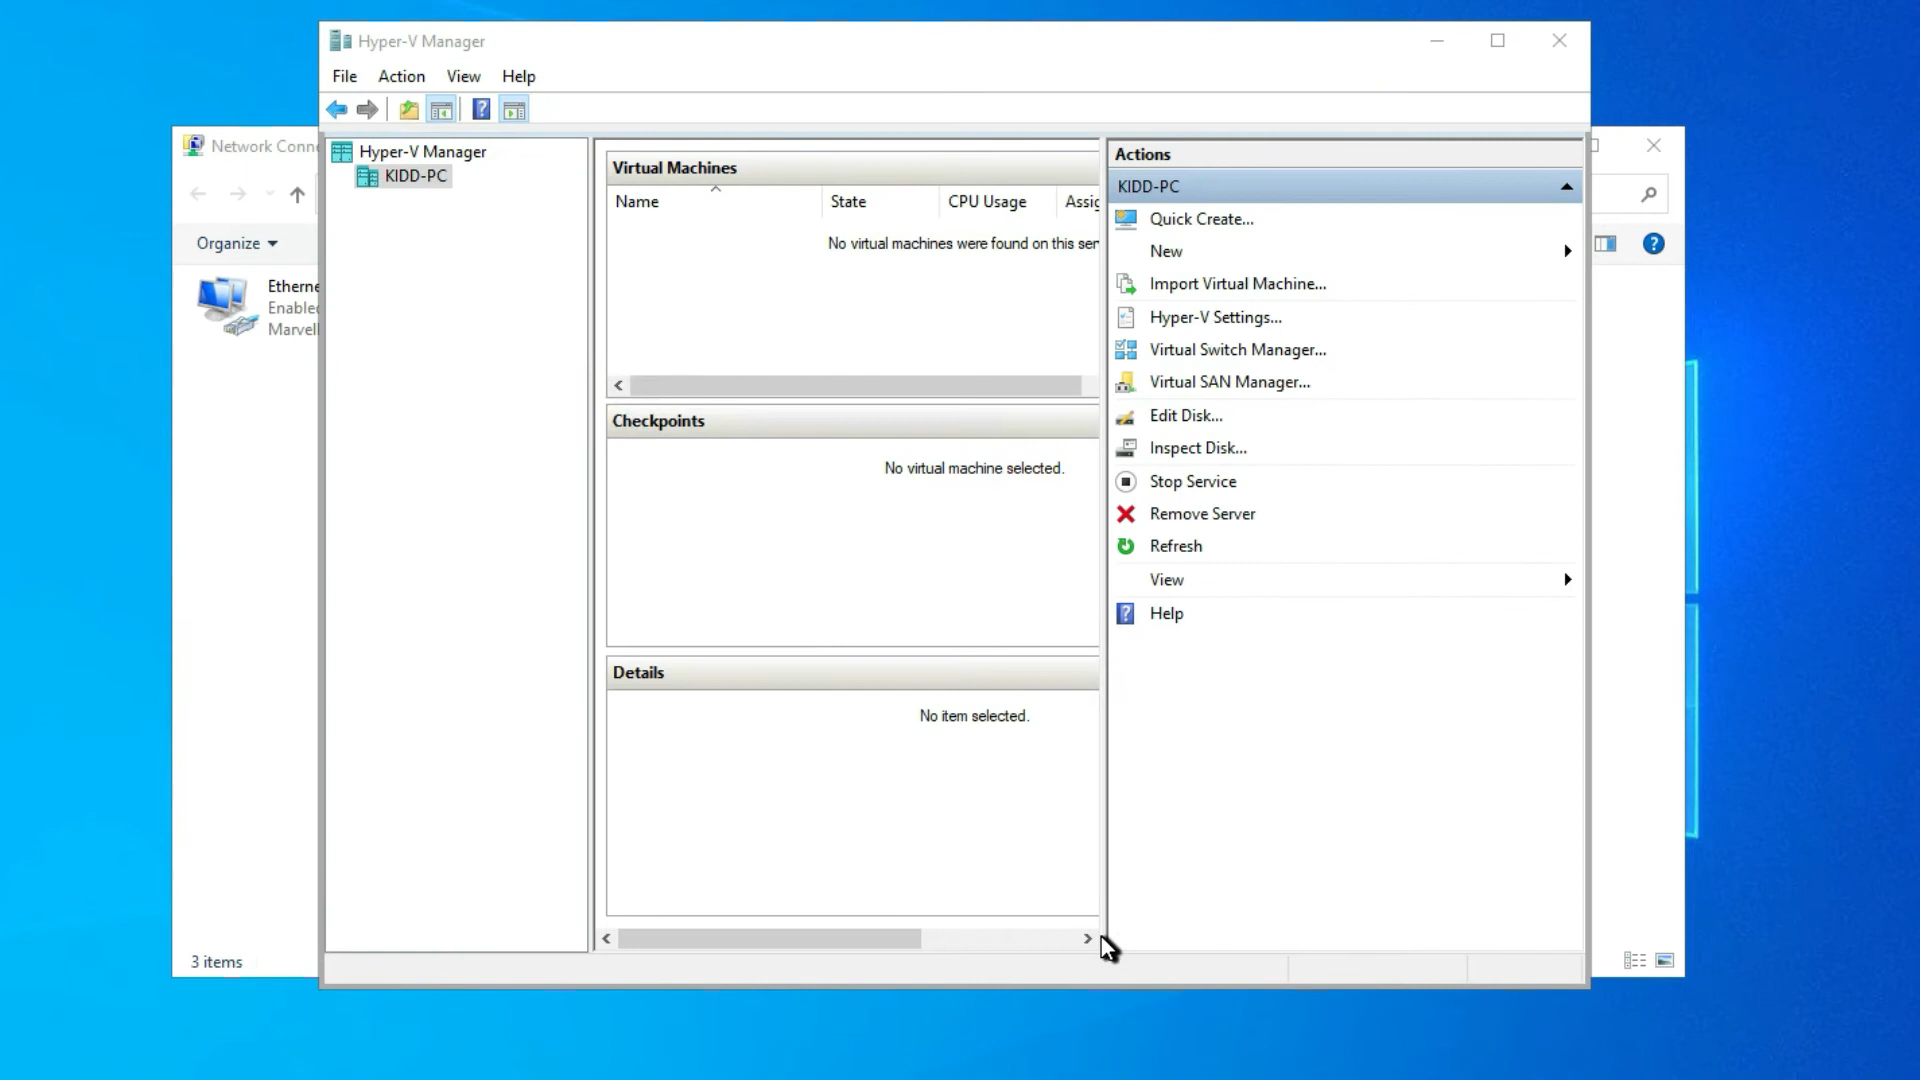 Hyper-V Manager
File Action View Help
Network Conne
Organize
Etherne
Enabled
Marvell
3 items
Hyper-V Manager
KIDD-PC
Virtual Machines
Name State CPU Usage Assig
No virtual machines were found on this ser
Checkpoints
No virtual machine selected.
Details
No item selected.
Actions
KIDD-PC
Quick Create...
New
Import Virtual Machine...
Hyper-V Settings...
Virtual Switch Manager...
Virtual SAN Manager...
Edit Disk...
Inspect Disk...
Stop Service
Remove Server
Refresh
View
Help